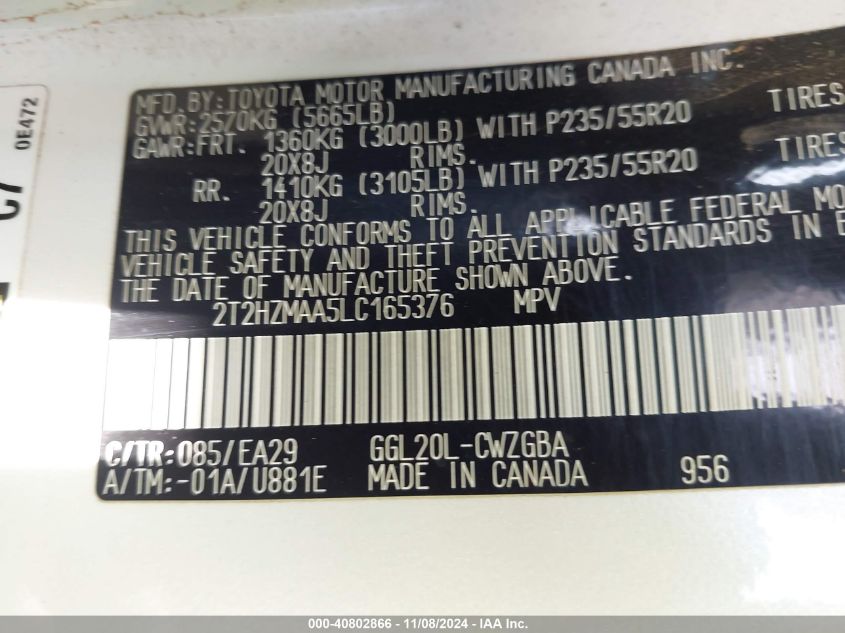 MFD. BY: TOYOTA MOTOR MANUFACTURING CANADA INC.
GVWR: 2570KG (5665LB)
GAWR: FRT. 1360KG (3000LB) WITH P235/55R20 TIRES
20X8J RIMS.
RR. 1410KG (3105LB) WITH P235/55R20 TIRES
20X8J RIMS.
THIS VEHICLE CONFORMS TO ALL APPLICABLE FEDERAL MO
VEHICLE SAFETY AND THEFT PREVENTION STANDARDS IN E
THE DATE OF MANUFACTURE SHOWN ABOVE.
2T2HZMAA5LC165376 MPV
C/TR: 085/EA29 GGL20L-CWZGBA
A/TM:-01A/U881E MADE IN CANADA 956
0E472
C7
000-40802866 - 11/08/2024 - IAA Inc.